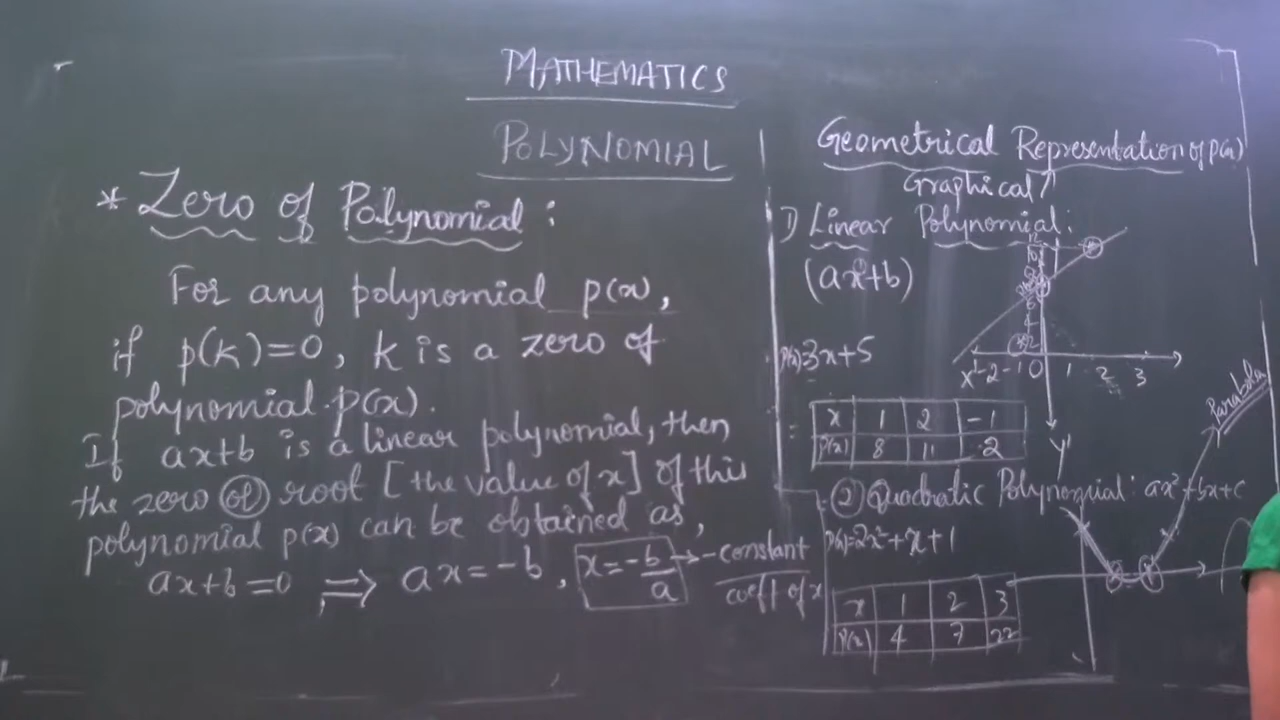 MATHEMATICS
POLYNOMIAL
* Zero of Polynomial :
For any polynomial p(x),
if p(k)=0, k is a zero of
polynomial p(x).
If ax+b is a linear polynomial, then
the zero or root [the value of x] of this
polynomial p(x) can be obtained as,
ax+b=0 ⇒ ax=-b, x=-b/a → -constant/coeff of x
Geometrical Representation of p(x)
Graphical
1) Linear Polynomial:
(ax+b)
p(x)=3x+5
x 1 2 -1
p(x) 8 11 2
x' -2 -1 0 1 2 3
y'
② Quadratic Polynomial: ax²+bx+c
p(x)=2x²+x+1
x 1 2 3
p(x) 4 7 22
Parabola